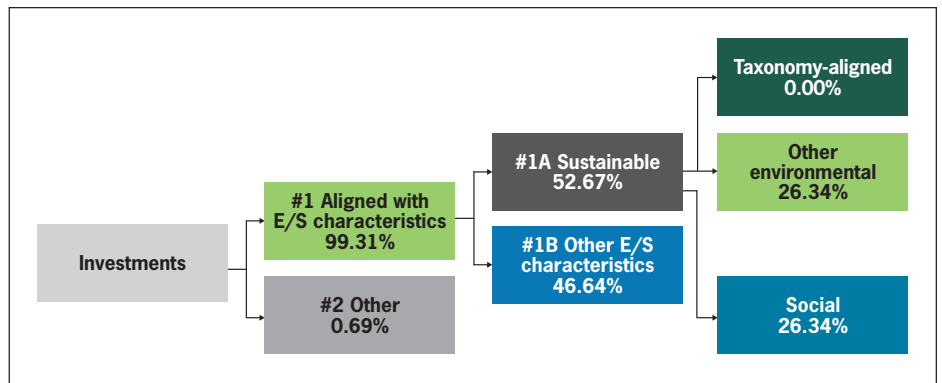 Investments
#1 Aligned with
E/S characteristics
99.31%
#2 Other
0.69%
#1A Sustainable
52.67%
#1B Other E/S
characteristics
46.64%
Taxonomy-aligned
0.00%
Other
environmental
26.34%
Social
26.34%